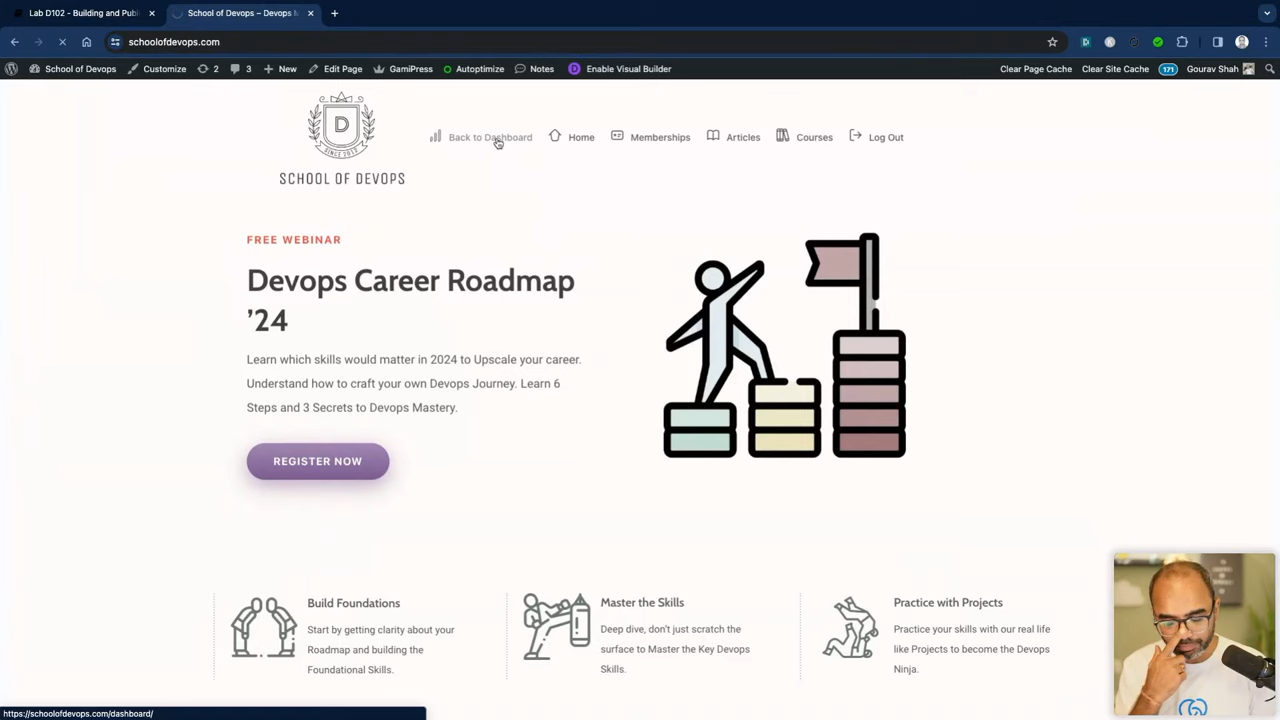 Lab D102 - Building and Publ
School of Devops – Devops M
schoolofdevops.com
School of Devops
Customize
2
3
New
Edit Page
GamiPress
Autoptimize
Notes
Enable Visual Builder
Clear Page Cache
Clear Site Cache
171
Gourav Shah
D
SINCE 2013
SCHOOL OF DEVOPS
Back to Dashboard
Home
Memberships
Articles
Courses
Log Out
FREE WEBINAR
Devops Career Roadmap
’24
Learn which skills would matter in 2024 to Upscale your career.
Understand how to craft your own Devops Journey. Learn 6
Steps and 3 Secrets to Devops Mastery.
REGISTER NOW
Build Foundations
Start by getting clarity about your
Roadmap and building the
Foundational Skills.
Master the Skills
Deep dive, don’t just scratch the
surface to Master the Key Devops
Skills.
Practice with Projects
Practice your skills with our real life
like Projects to become the Devops
Ninja.
https://schoolofdevops.com/dashboard/